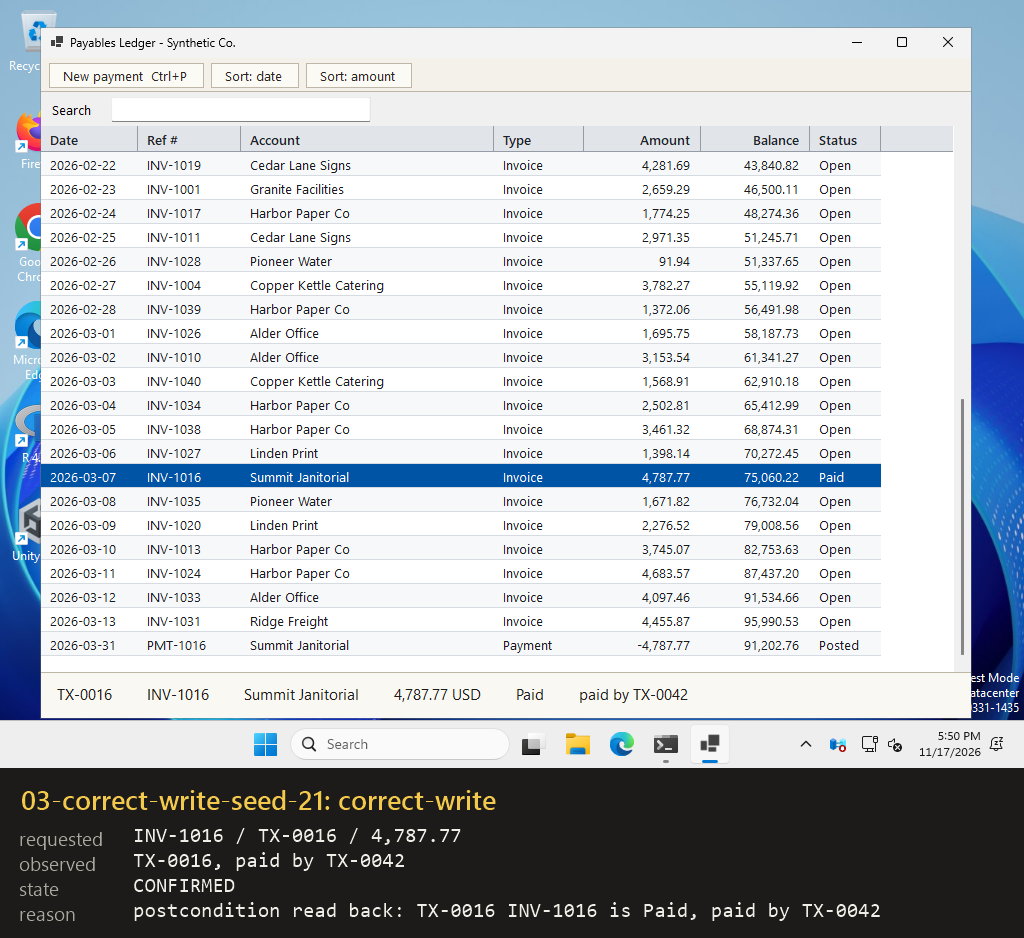 Recyc
Payables Ledger - Synthetic Co.
New payment Ctrl+P
Sort: date
Sort: amount
Search
Date Ref # Account Type Amount Balance Status
2026-02-22 INV-1019 Cedar Lane Signs Invoice 4,281.69 43,840.82 Open
2026-02-23 INV-1001 Granite Facilities Invoice 2,659.29 46,500.11 Open
2026-02-24 INV-1017 Harbor Paper Co Invoice 1,774.25 48,274.36 Open
2026-02-25 INV-1011 Cedar Lane Signs Invoice 2,971.35 51,245.71 Open
2026-02-26 INV-1028 Pioneer Water Invoice 91.94 51,337.65 Open
2026-02-27 INV-1004 Copper Kettle Catering Invoice 3,782.27 55,119.92 Open
2026-02-28 INV-1039 Harbor Paper Co Invoice 1,372.06 56,491.98 Open
2026-03-01 INV-1026 Alder Office Invoice 1,695.75 58,187.73 Open
2026-03-02 INV-1010 Alder Office Invoice 3,153.54 61,341.27 Open
2026-03-03 INV-1040 Copper Kettle Catering Invoice 1,568.91 62,910.18 Open
2026-03-04 INV-1034 Harbor Paper Co Invoice 2,502.81 65,412.99 Open
2026-03-05 INV-1038 Harbor Paper Co Invoice 3,461.32 68,874.31 Open
2026-03-06 INV-1027 Linden Print Invoice 1,398.14 70,272.45 Open
2026-03-07 INV-1016 Summit Janitorial Invoice 4,787.77 75,060.22 Paid
2026-03-08 INV-1035 Pioneer Water Invoice 1,671.82 76,732.04 Open
2026-03-09 INV-1020 Linden Print Invoice 2,276.52 79,008.56 Open
2026-03-10 INV-1013 Harbor Paper Co Invoice 3,745.07 82,753.63 Open
2026-03-11 INV-1024 Harbor Paper Co Invoice 4,683.57 87,437.20 Open
2026-03-12 INV-1033 Alder Office Invoice 4,097.46 91,534.66 Open
2026-03-13 INV-1031 Ridge Freight Invoice 4,455.87 95,990.53 Open
2026-03-31 PMT-1016 Summit Janitorial Payment -4,787.77 91,202.76 Posted
TX-0016 INV-1016 Summit Janitorial 4,787.77 USD Paid paid by TX-0042
Fire
Goo
Chro
Micro
Edg
R 4.
Unity
est Mode
atacenter
331-1435
Search
5:50 PM
11/17/2026
03-correct-write-seed-21: correct-write
requested INV-1016 / TX-0016 / 4,787.77
observed TX-0016, paid by TX-0042
state CONFIRMED
reason postcondition read back: TX-0016 INV-1016 is Paid, paid by TX-0042